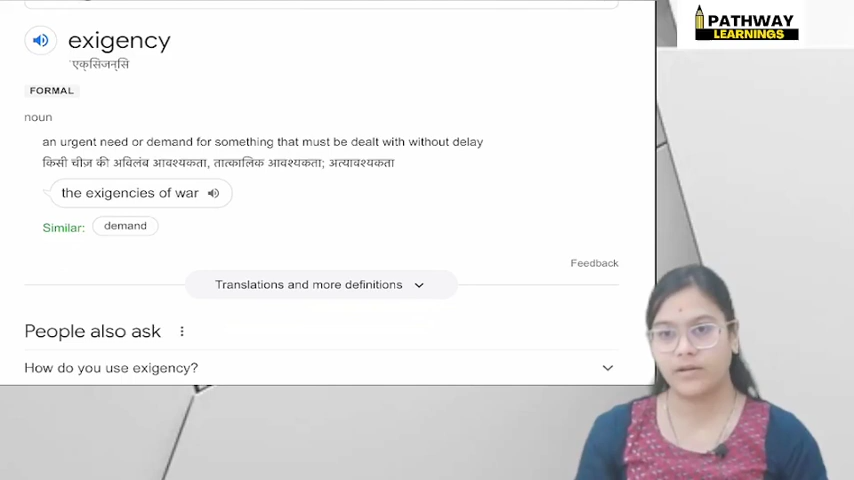 PATHWAY
LEARNINGS
exigency
ˈएक्‌सिजन्‌सि
FORMAL
noun
an urgent need or demand for something that must be dealt with without delay
किसी चीज़ की अविलंब आवश्यकता, तात्कालिक आवश्यकता; अत्यावश्यकता
the exigencies of war
Similar: demand
Feedback
Translations and more definitions
People also ask
How do you use exigency?